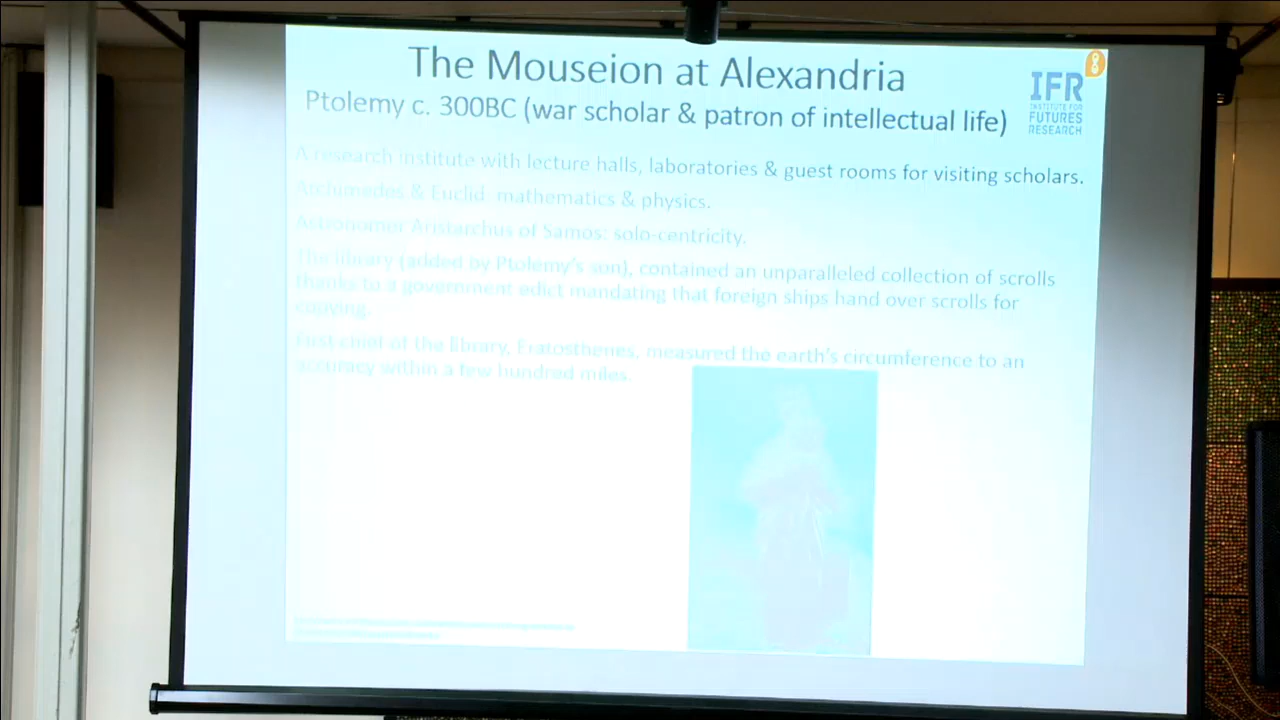 The Mouseion at Alexandria
Ptolemy c. 300BC (war scholar & patron of intellectual life)
IFR
INSTITUTE FOR
FUTURES
RESEARCH
A research institute with lecture halls, laboratories & guest rooms for visiting scholars.
Archimedes & Euclid mathematics & physics.
Astronomer Aristarchus of Samos: solo-centricity.
The library (added by Ptolemy's son), contained an unparalleled collection of scrolls
thanks to a government edict mandating that foreign ships hand over scrolls for
copying.
First chief of the library, Eratosthenes, measured the earth's circumference to an
accuracy within a few hundred miles.